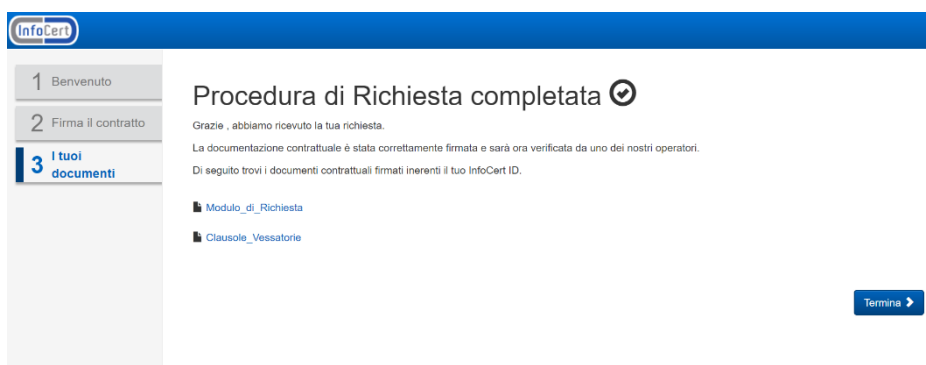 InfoCert
1 Benvenuto
2 Firma il contratto
3 I tuoi
documenti
Procedura di Richiesta completata
Grazie , abbiamo ricevuto la tua richiesta.
La documentazione contrattuale è stata correttamente firmata e sarà ora verificata da uno dei nostri operatori.
Di seguito trovi i documenti contrattuali firmati inerenti il tuo InfoCert ID.
Modulo_di_Richiesta
Clausole_Vessatorie
Termina